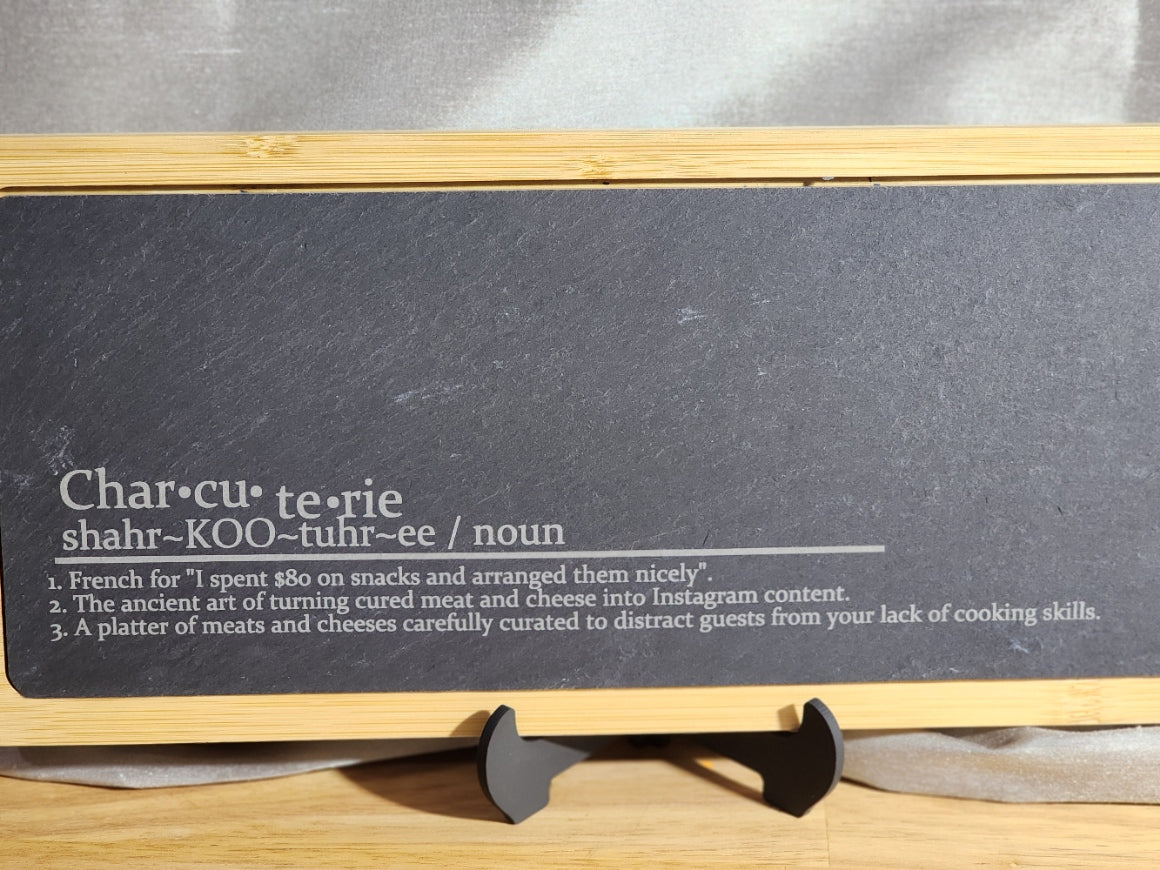 Char•cu• te•rie
shahr~KOO~tuhr~ee / noun
1. French for "I spent $80 on snacks and arranged them nicely".
2. The ancient art of turning cured meat and cheese into Instagram content.
3. A platter of meats and cheeses carefully curated to distract guests from your lack of cooking skills.